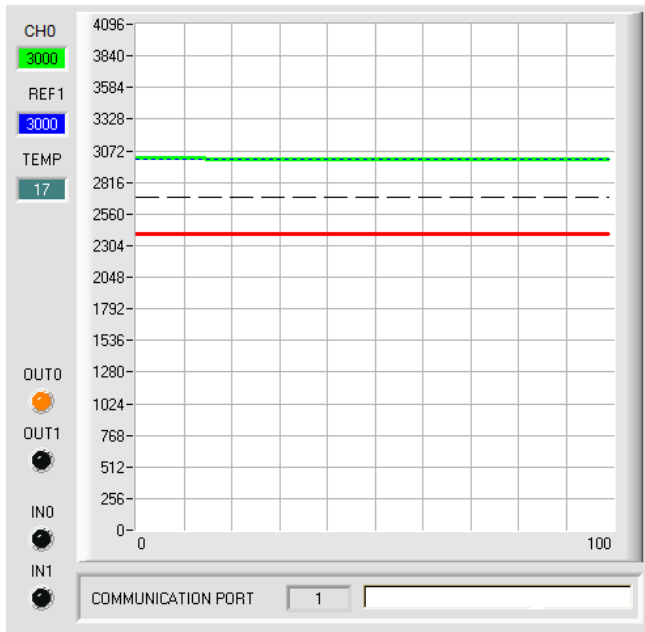 CH0
3000
REF1
3000
TEMP
17
OUT0
OUT1
IN0
IN1
4096
3840
3584
3328
3072
2816
2560
2304
2048
1792
1536
1280
1024
768
512
256
0
0 100
COMMUNICATION PORT 1